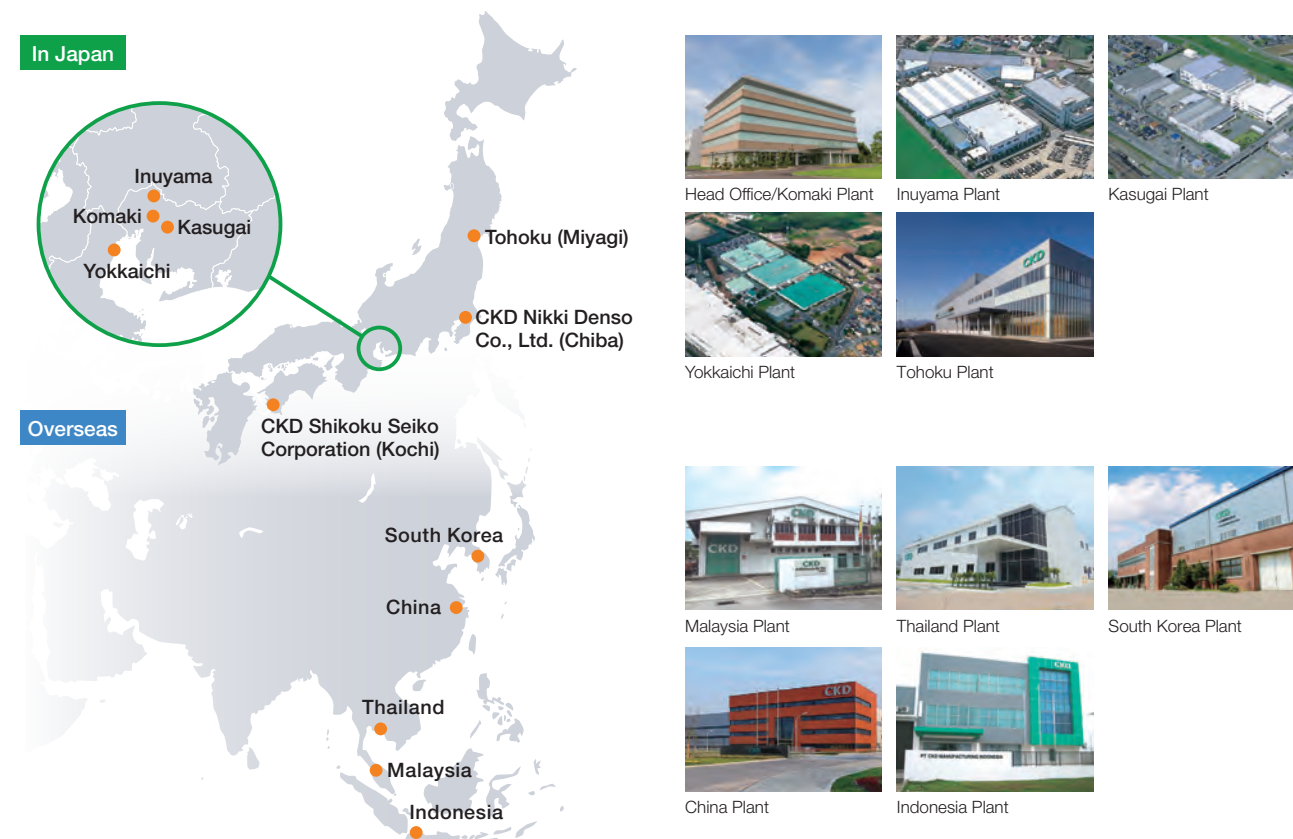 In Japan
Inuyama
Komaki
Kasugai
Yokkaichi
Tohoku (Miyagi)
CKD Nikki Denso
Co., Ltd. (Chiba)
CKD Shikoku Seiko
Corporation (Kochi)
Head Office/Komaki Plant
Inuyama Plant
Kasugai Plant
CKD
Yokkaichi Plant
Tohoku Plant
Overseas
South Korea
China
Thailand
Malaysia
Indonesia
CKD
CKD
CKD
CKD
CKD
Malaysia Plant
Thailand Plant
South Korea Plant
CKD
CKD
PT CKD MANUFACTURING INDONESIA
China Plant
Indonesia Plant